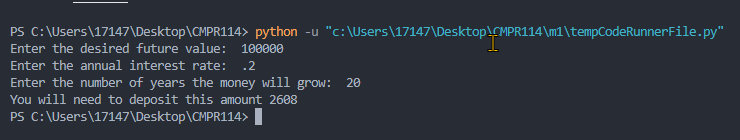 PS C:\Users\17147\Desktop\CMPR114> python -u "c:\Users\17147\Desktop\CMPR114\m1\tempCodeRunnerFile.py"
Enter the desired future value:  100000
Enter the annual interest rate:  .2
Enter the number of years the money will grow:  20
You will need to deposit this amount 2608
PS C:\Users\17147\Desktop\CMPR114>